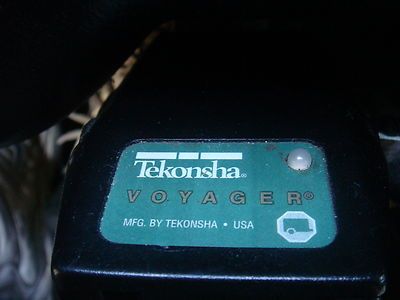 Tekonsha®
VOYAGER®
MFG. BY TEKONSHA • USA